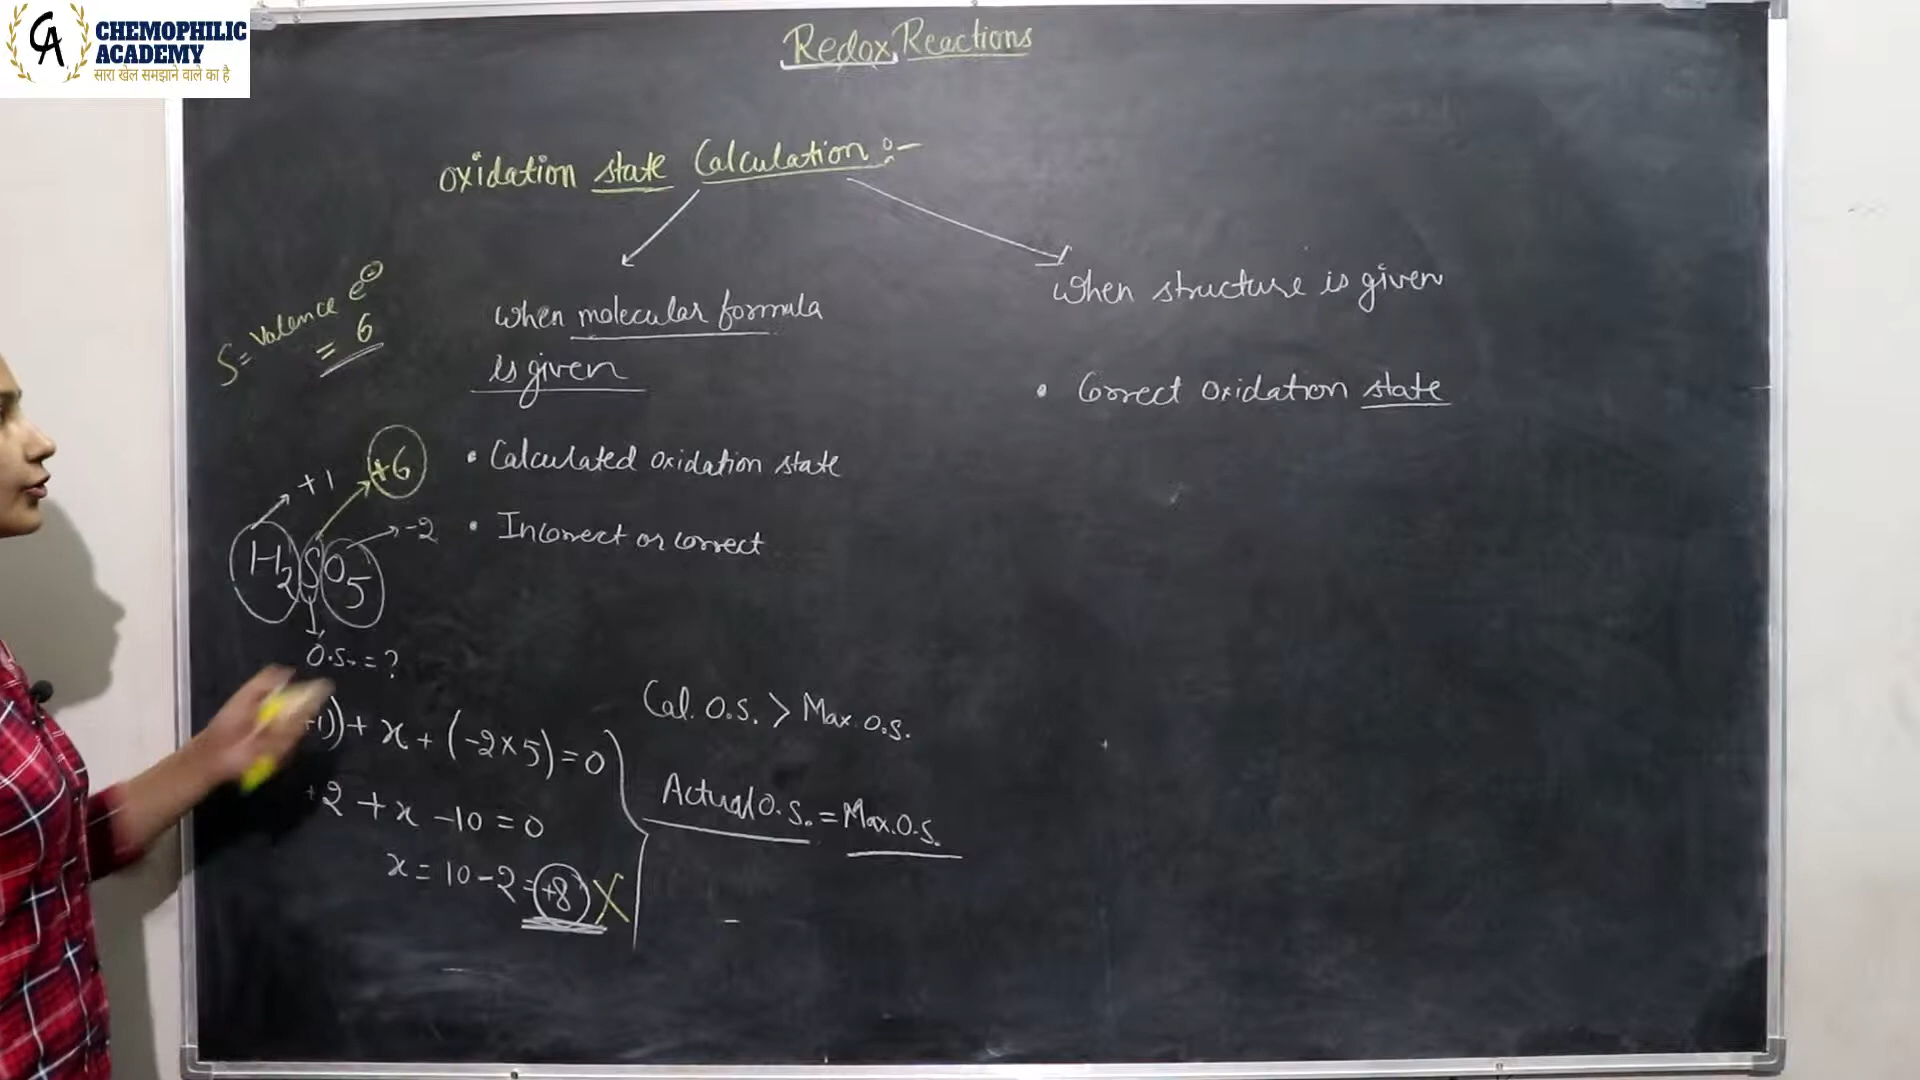 CA CHEMOPHILIC
ACADEMY
सारा खेल समझाने वाले का है
Redox Reactions
Oxidation state Calculation :-
S = Valence e⊖
= 6
When molecular formula
is given
• Calculated oxidation state
• Incorrect or correct
+1
+6
-2
H₂SO₅
O.S. = ?
+1) + x + (-2×5) = 0
+2 + x -10 = 0
x = 10-2 = +8 X
Cal. O.S. > Max. O.S.
Actual O.S. = Max. O.S.
When structure is given
• Correct oxidation state